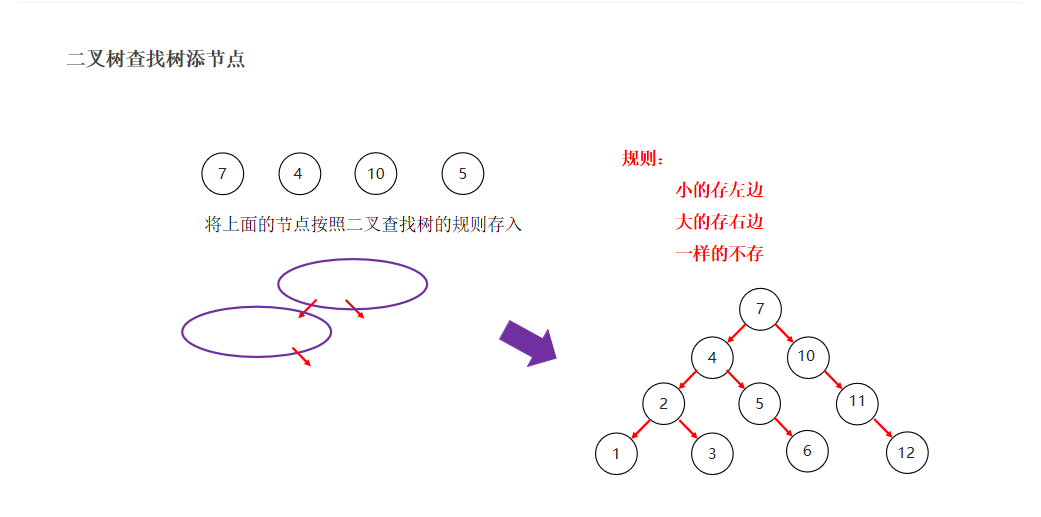 二叉树查找树添节点
7 4 10 5
将上面的节点按照二叉查找树的规则存入
规则：
小的存左边
大的存右边
一样的不存
7
4 10
2 5 11
1 3 6 12